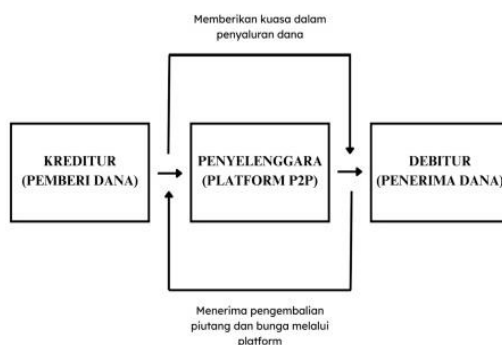 Memberikan kuasa dalam
penyaluran dana
KREDITUR
(PEMBERI DANA)
PENYELENGGARA
(PLATFORM P2P)
DEBITUR
(PENERIMA DANA)
Menerima pengembalian
piutang dan bunga melalui
platform